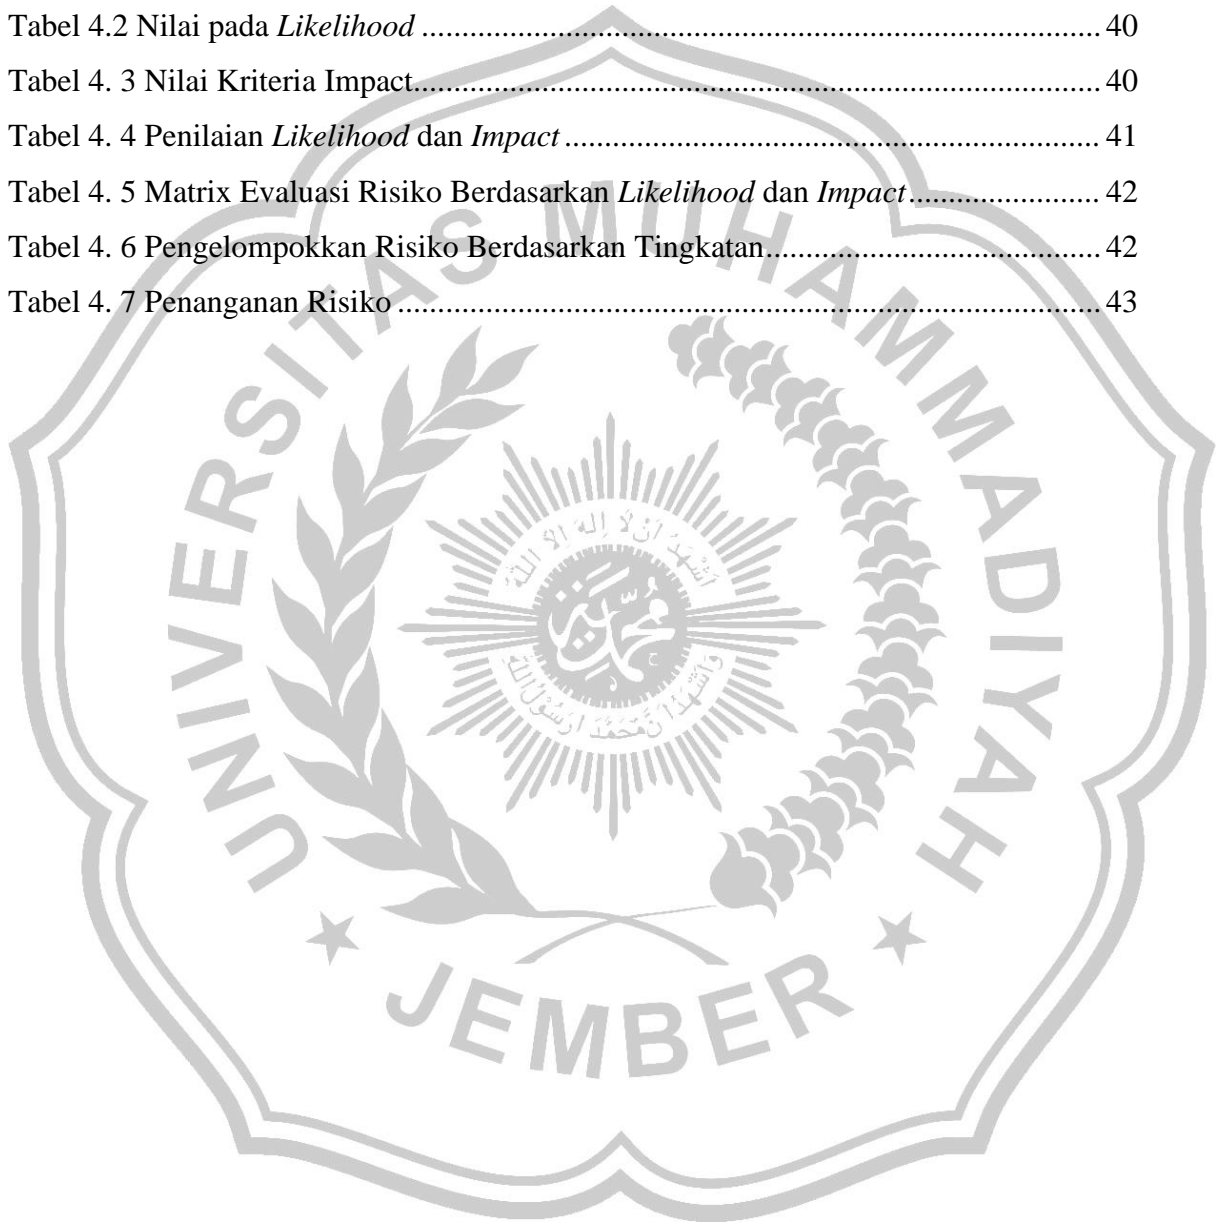 Tabel 4.2 Nilai pada Likelihood ........................................................................................ 40
Tabel 4. 3 Nilai Kriteria Impact......................................................................................... 40
Tabel 4. 4 Penilaian Likelihood dan Impact ..................................................................... 41
Tabel 4. 5 Matrix Evaluasi Risiko Berdasarkan Likelihood dan Impact........................ 42
Tabel 4. 6 Pengelompokkan Risiko Berdasarkan Tingkatan........................................... 42
Tabel 4. 7 Penanganan Risiko ........................................................................................... 43
UNIVERSITAS MUHAMMADIYAH
JEMBER